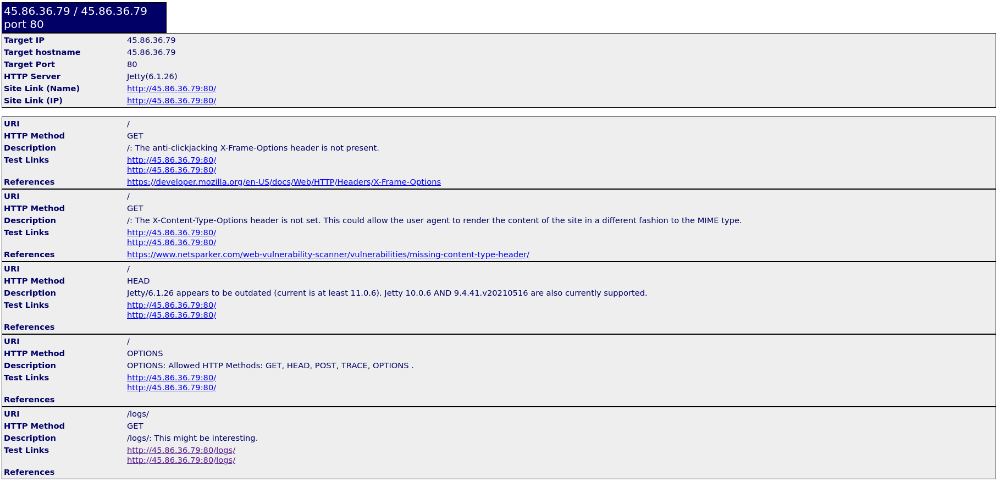 45.86.36.79 / 45.86.36.79
port 80
Target IP 45.86.36.79
Target hostname 45.86.36.79
Target Port 80
HTTP Server Jetty(6.1.26)
Site Link (Name) http://45.86.36.79:80/
Site Link (IP) http://45.86.36.79:80/
URI /
HTTP Method GET
Description /: The anti-clickjacking X-Frame-Options header is not present.
Test Links http://45.86.36.79:80/
http://45.86.36.79:80/
References https://developer.mozilla.org/en-US/docs/Web/HTTP/Headers/X-Frame-Options
URI /
HTTP Method GET
Description /: The X-Content-Type-Options header is not set. This could allow the user agent to render the content of the site in a different fashion to the MIME type.
Test Links http://45.86.36.79:80/
http://45.86.36.79:80/
References https://www.netsparker.com/web-vulnerability-scanner/vulnerabilities/missing-content-type-header/
URI /
HTTP Method HEAD
Description Jetty/6.1.26 appears to be outdated (current is at least 11.0.6). Jetty 10.0.6 AND 9.4.41.v20210516 are also currently supported.
Test Links http://45.86.36.79:80/
http://45.86.36.79:80/
References
URI /
HTTP Method OPTIONS
Description OPTIONS: Allowed HTTP Methods: GET, HEAD, POST, TRACE, OPTIONS .
Test Links http://45.86.36.79:80/
http://45.86.36.79:80/
References
URI /logs/
HTTP Method GET
Description /logs/: This might be interesting.
Test Links http://45.86.36.79:80/logs/
http://45.86.36.79:80/logs/
References